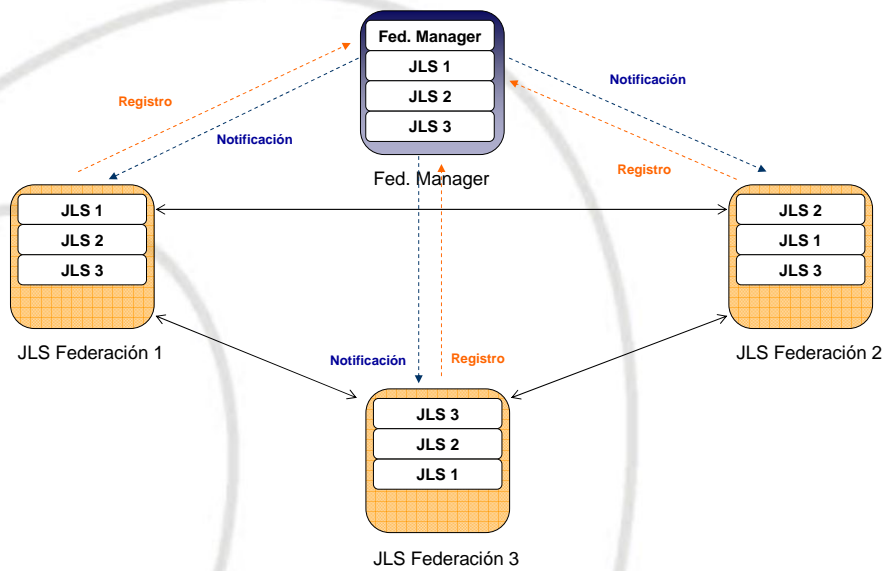 Fed. Manager
JLS 1
JLS 2
JLS 3
Fed. Manager
Registro
Notificación
Notificación
Registro
JLS 1
JLS 2
JLS 3
JLS Federación 1
JLS 2
JLS 1
JLS 3
JLS Federación 2
Notificación
Registro
JLS 3
JLS 2
JLS 1
JLS Federación 3